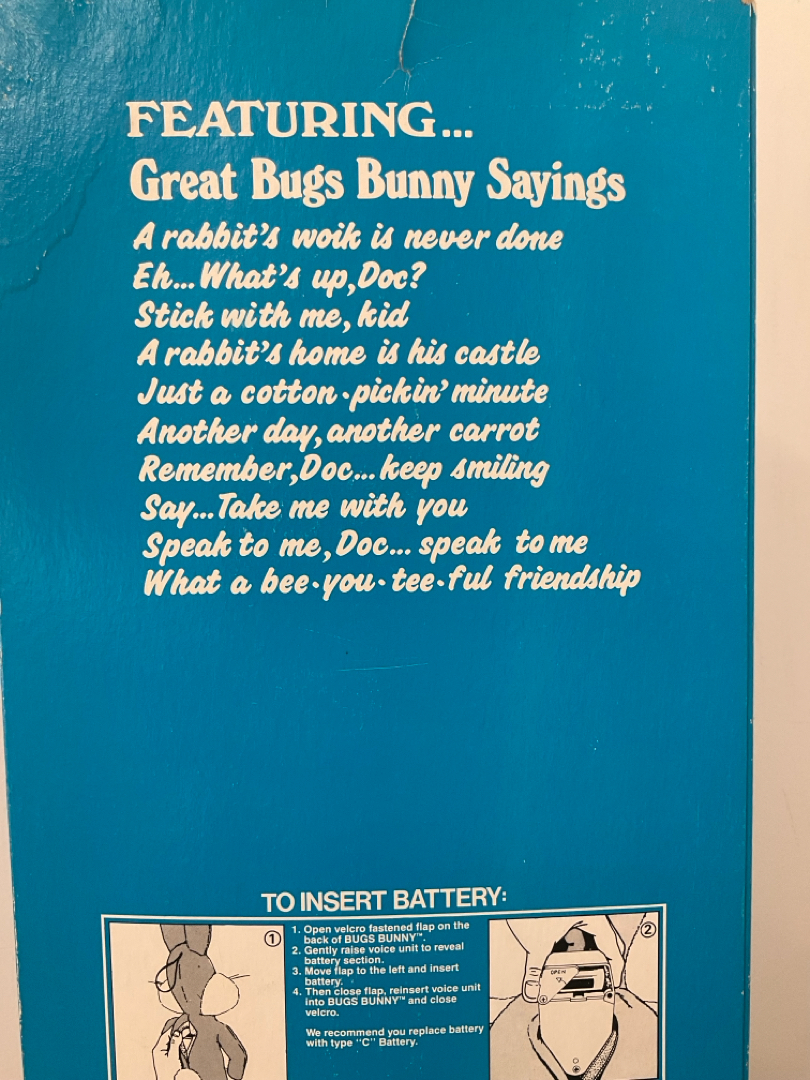 FEATURING...
Great Bugs Bunny Sayings
A rabbit's woik is never done
Eh...What's up,Doc?
Stick with me, kid
A rabbit's home is his castle
Just a cotton-pickin' minute
Another day, another carrot
Remember,Doc...keep smiling
Say...Take me with you
Speak to me,Doc... speak to me
What a bee-you-tee-ful friendship
TO INSERT BATTERY:
1
1. Open velcro fastened flap on the
back of BUGS BUNNY™.
2. Gently raise voice unit to reveal
battery section.
3. Move flap to the left and insert
battery.
4. Then close flap, reinsert voice unit
into BUGS BUNNY™ and close
velcro.
We recommend you replace battery
with type "C" Battery.
2
OPEN